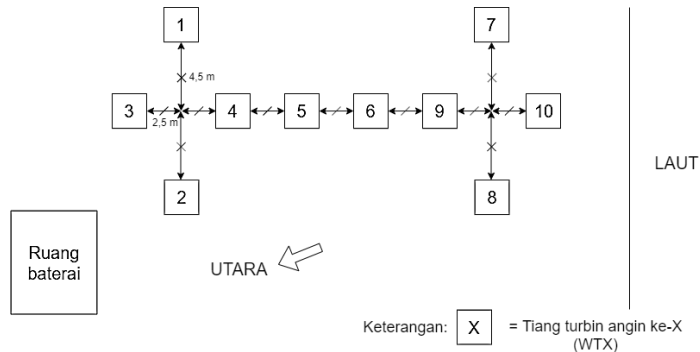 1
7
4,5 m
3
4
5
6
9
10
2,5 m
2
8
LAUT
Ruang
baterai
UTARA
Keterangan: X = Tiang turbin angin ke-X
(WTX)